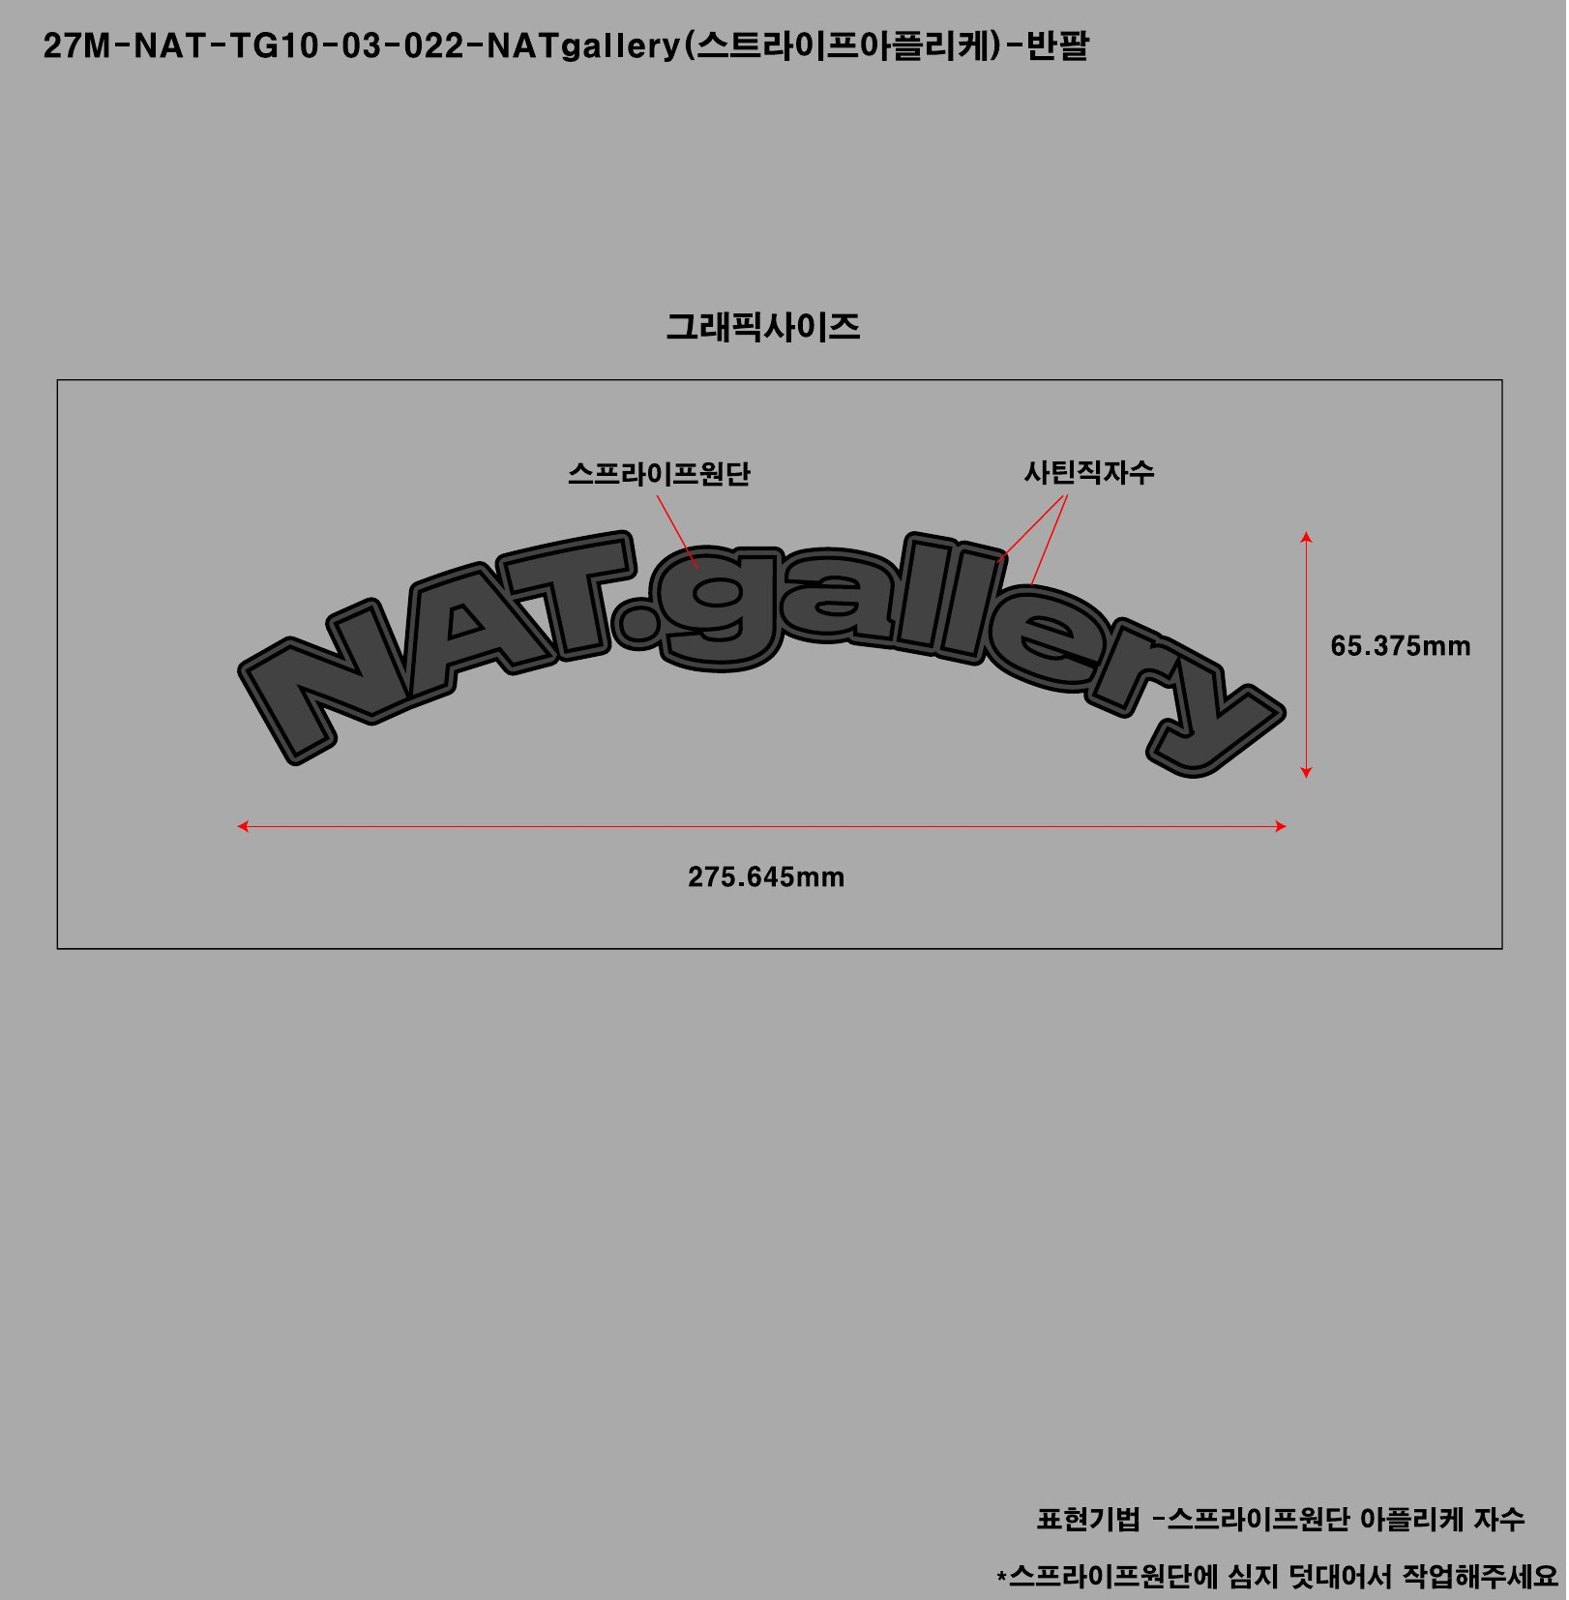 27M-NAT-TG10-03-022-NATgallery(스트라이프아플리케)-반팔
그래픽사이즈
스프라이프원단
사틴직자수
NAT.gallery
65.375mm
275.645mm
표현기법 -스프라이프원단 아플리케 자수
*스프라이프원단에 심지 덧대어서 작업해주세요